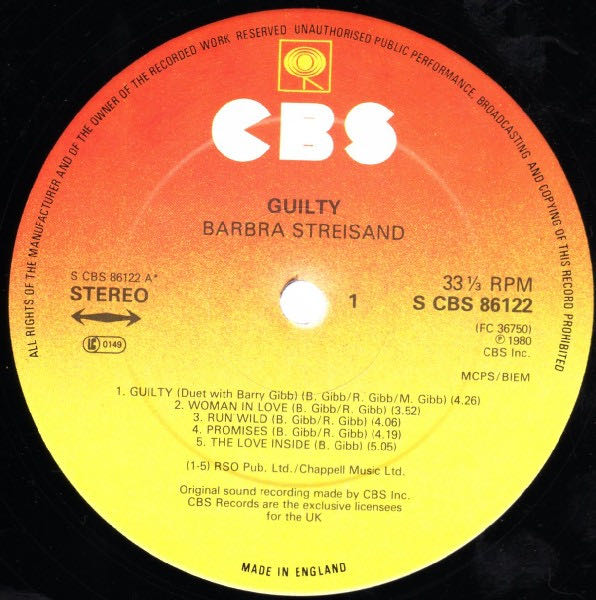 ALL RIGHTS OF THE MANUFACTURER AND OF THE OWNER OF THE RECORDED WORK RESERVED UNAUTHORISED PUBLIC PERFORMANCE, BROADCASTING AND COPYING OF THIS RECORD PROHIBITED
CBS
GUILTY
BARBRA STREISAND
S CBS 86122 A*
STEREO
LC 0149
1
33⅓ RPM
S CBS 86122
(FC 36750)
℗ 1980
CBS Inc.
MCPS/BIEM
1. GUILTY (Duet with Barry Gibb) (B. Gibb/R. Gibb/M. Gibb) (4.26)
2. WOMAN IN LOVE (B. Gibb/R. Gibb) (3.52)
3. RUN WILD (B. Gibb/R. Gibb) (4.06)
4. PROMISES (B. Gibb/R. Gibb) (4.19)
5. THE LOVE INSIDE (B. Gibb) (5.05)
(1-5) RSO Pub. Ltd./Chappell Music Ltd.
Original sound recording made by CBS Inc.
CBS Records are the exclusive licensees
for the UK
MADE IN ENGLAND